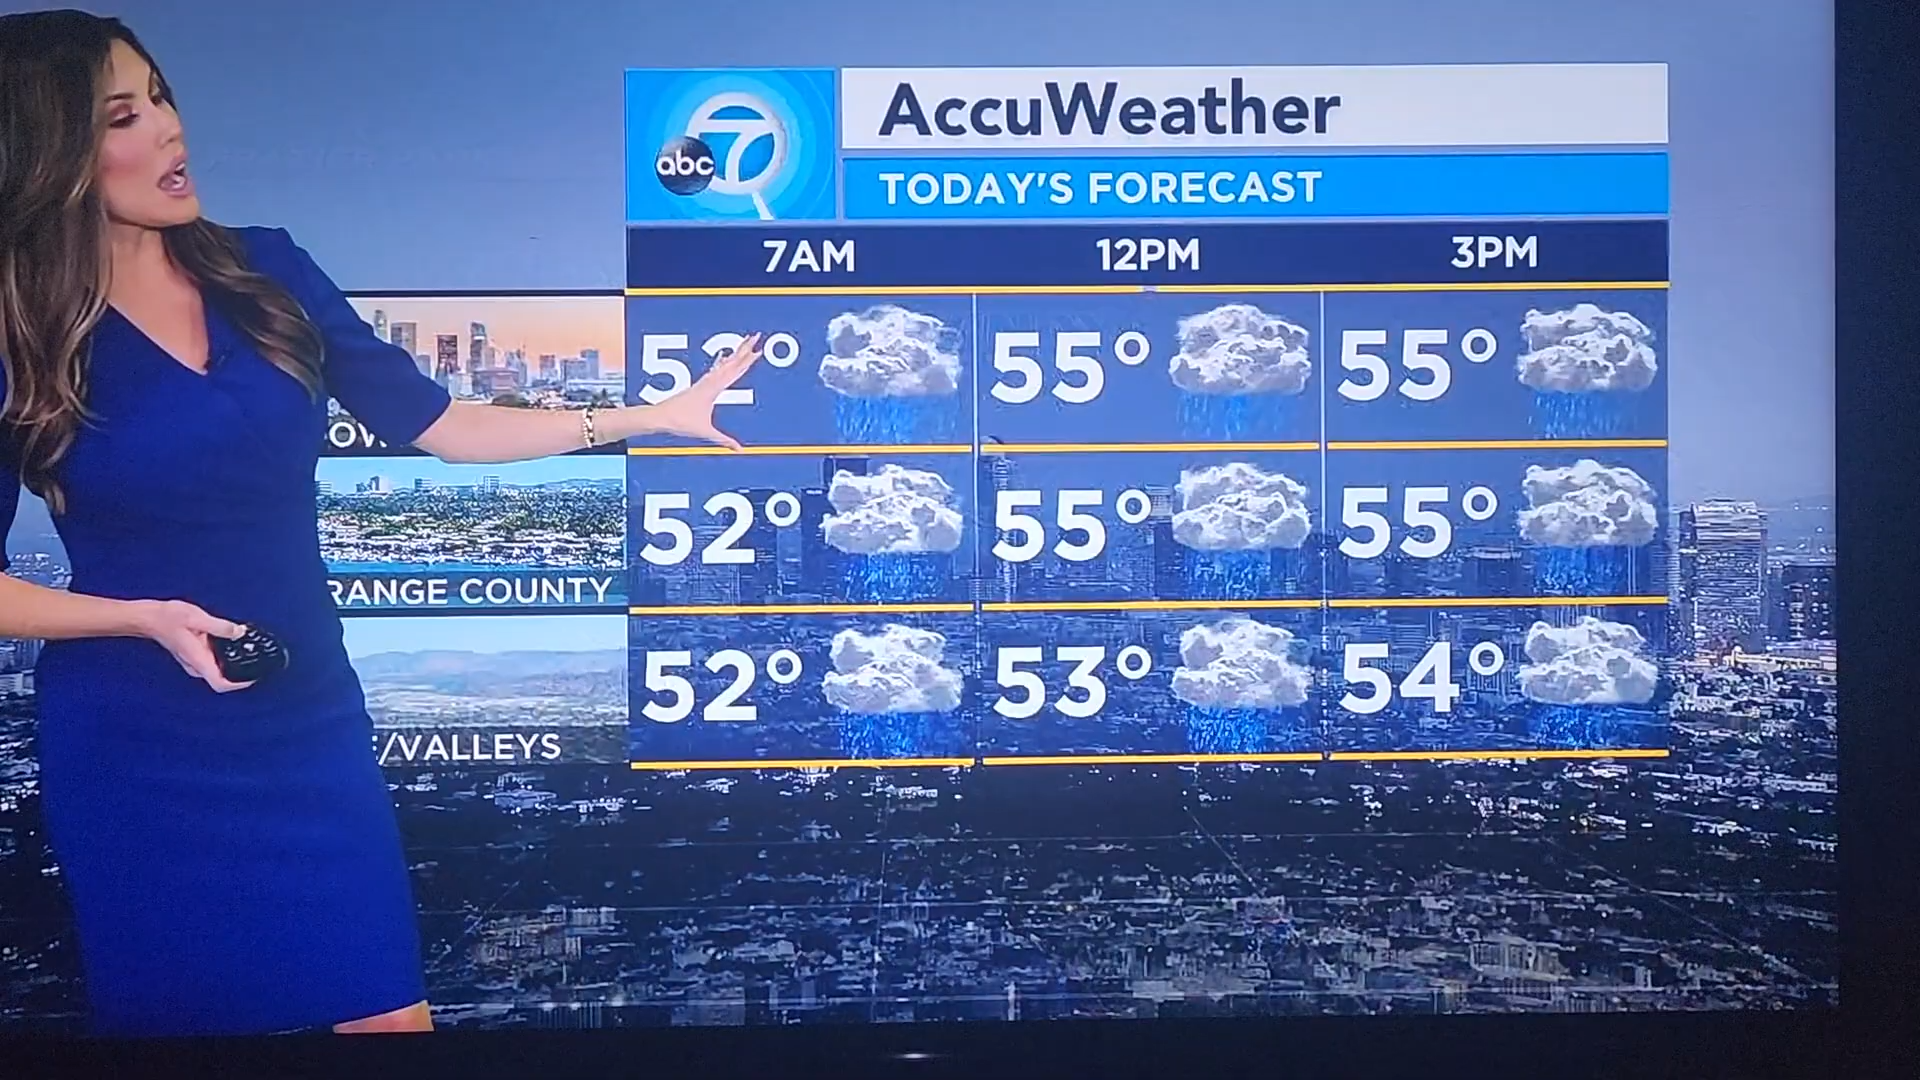 abc 7
AccuWeather
TODAY'S FORECAST
7AM 12PM 3PM
52° 55° 55°
RANGE COUNTY 52° 55° 55°
/VALLEYS 52° 53° 54°